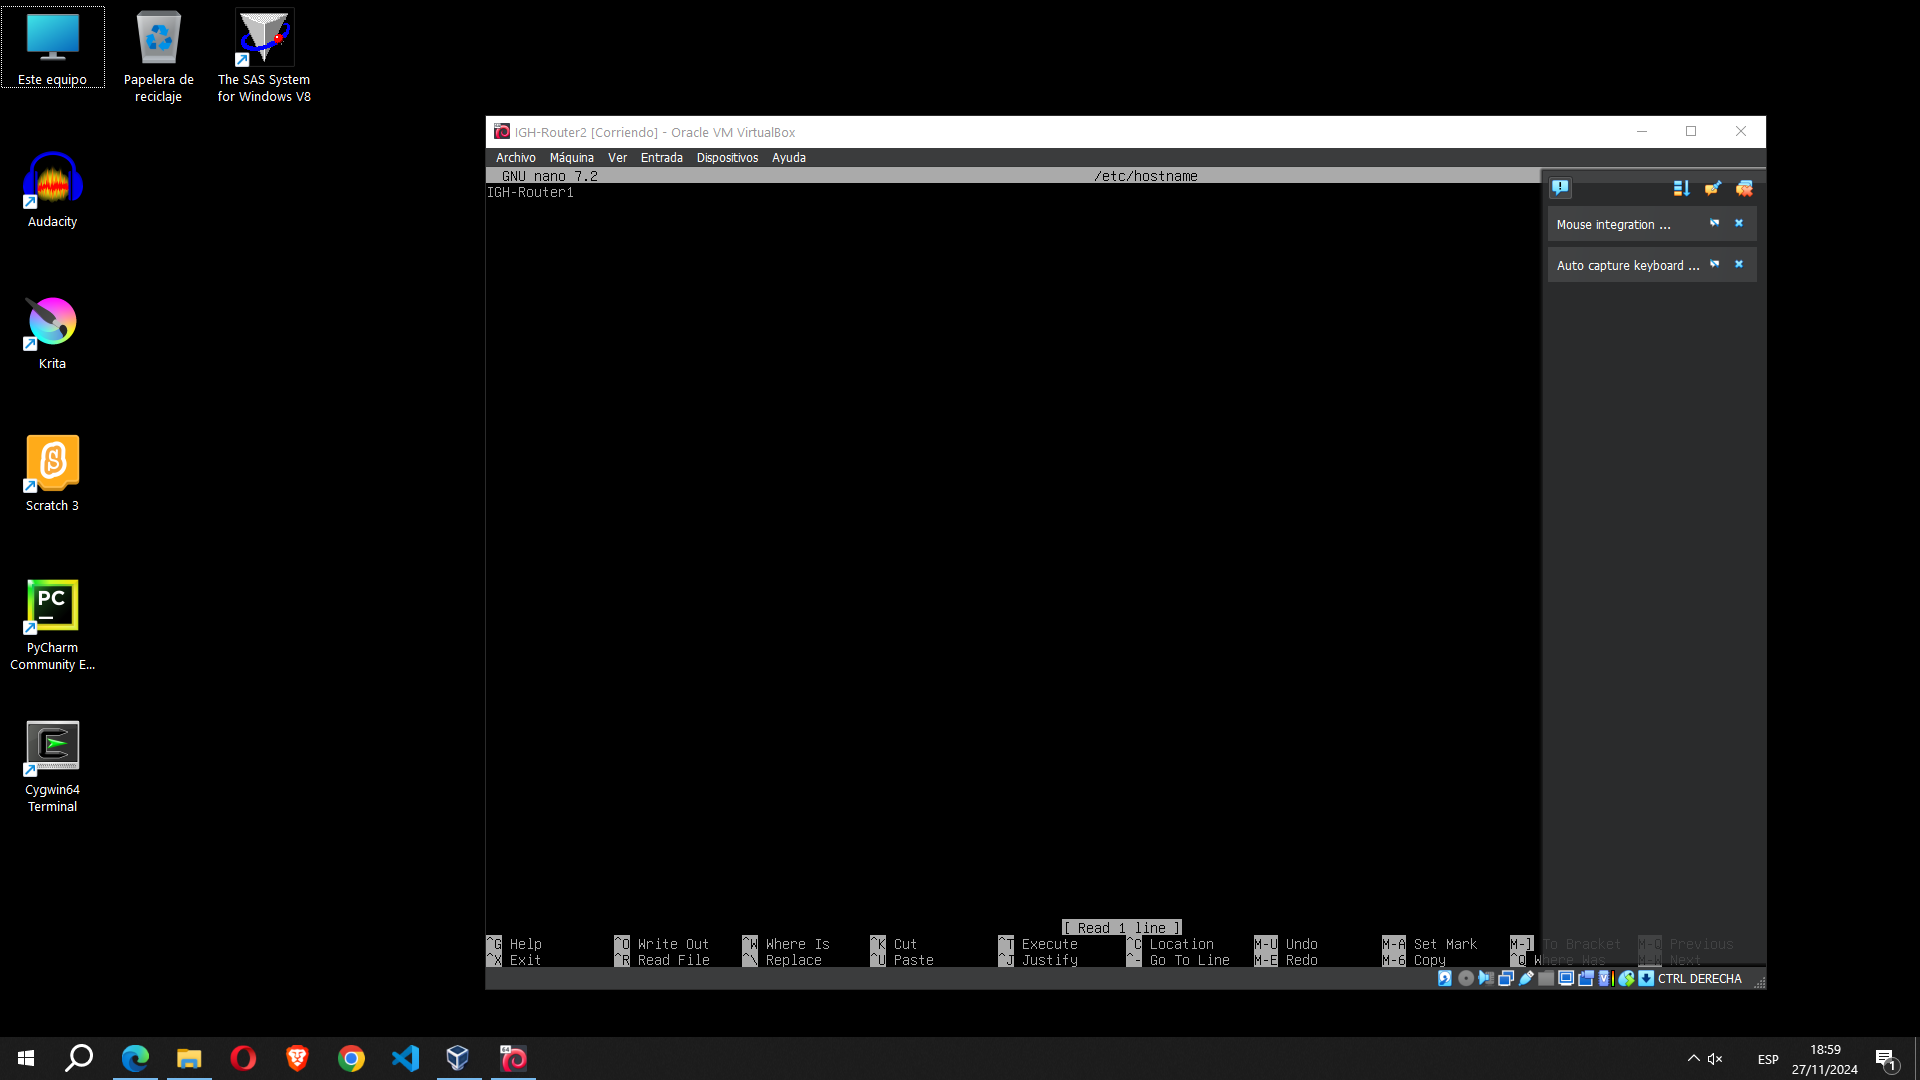 Este equipo
Papelera de
reciclaje
The SAS System
for Windows V8
Audacity
Krita
Scratch 3
PC
PyCharm
Community E...
Cygwin64
Terminal
IGH-Router2 [Corriendo] - Oracle VM VirtualBox
Archivo Máquina Ver Entrada Dispositivos Ayuda
GNU nano 7.2 /etc/hostname
IGH-Router1
Mouse integration ...
Auto capture keyboard ...
[ Read 1 line ]
^G Help ^O Write Out ^W Where Is ^K Cut ^T Execute ^C Location M-U Undo M-A Set Mark M-] To Bracket M-Q Previous
^X Exit ^R Read File ^\ Replace ^U Paste ^J Justify ^- Go To Line M-E Redo M-6 Copy ^Q Where Was M-W Next
CTRL DERECHA
ESP
18:59
27/11/2024
1